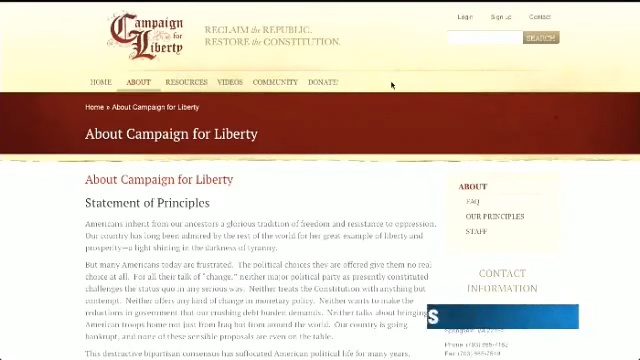 Campaign
for
Liberty
RECLAIM the REPUBLIC.
RESTORE the CONSTITUTION.
Login Sign up Contact
SEARCH
HOME ABOUT RESOURCES VIDEOS COMMUNITY DONATE!
Home » About Campaign for Liberty
About Campaign for Liberty
About Campaign for Liberty
Statement of Principles
Americans inherit from our ancestors a glorious tradition of freedom and resistance to oppression.
Our country has long been admired by the rest of the world for her great example of liberty and
prosperity—a light shining in the darkness of tyranny.
But many Americans today are frustrated. The political choices they are offered give them no real
choice at all. For all their talk of "change," neither major political party as presently constituted
challenges the status quo in any serious way. Neither treats the Constitution with anything but
contempt. Neither offers any kind of change in monetary policy. Neither wants to make the
reductions in government that our crushing debt burden demands. Neither talks about bringing
American troops home not just from Iraq but from around the world. Our country is going
bankrupt, and none of these sensible proposals are even on the table.
This destructive bipartisan consensus has suffocated American political life for many years.
ABOUT
FAQ
OUR PRINCIPLES
STAFF
CONTACT
INFORMATION
S